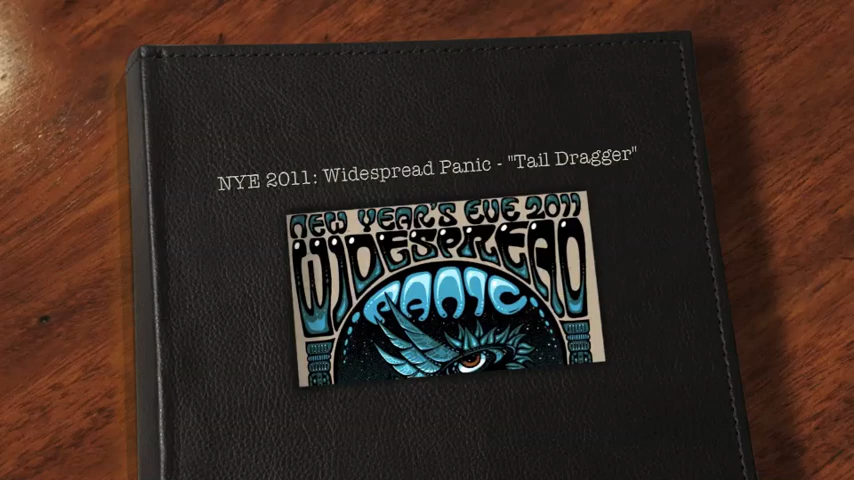 NYE 2011: Widespread Panic - "Tail Dragger"
NEW YEAR'S EVE 2011
WIDESPREAD
PANIC